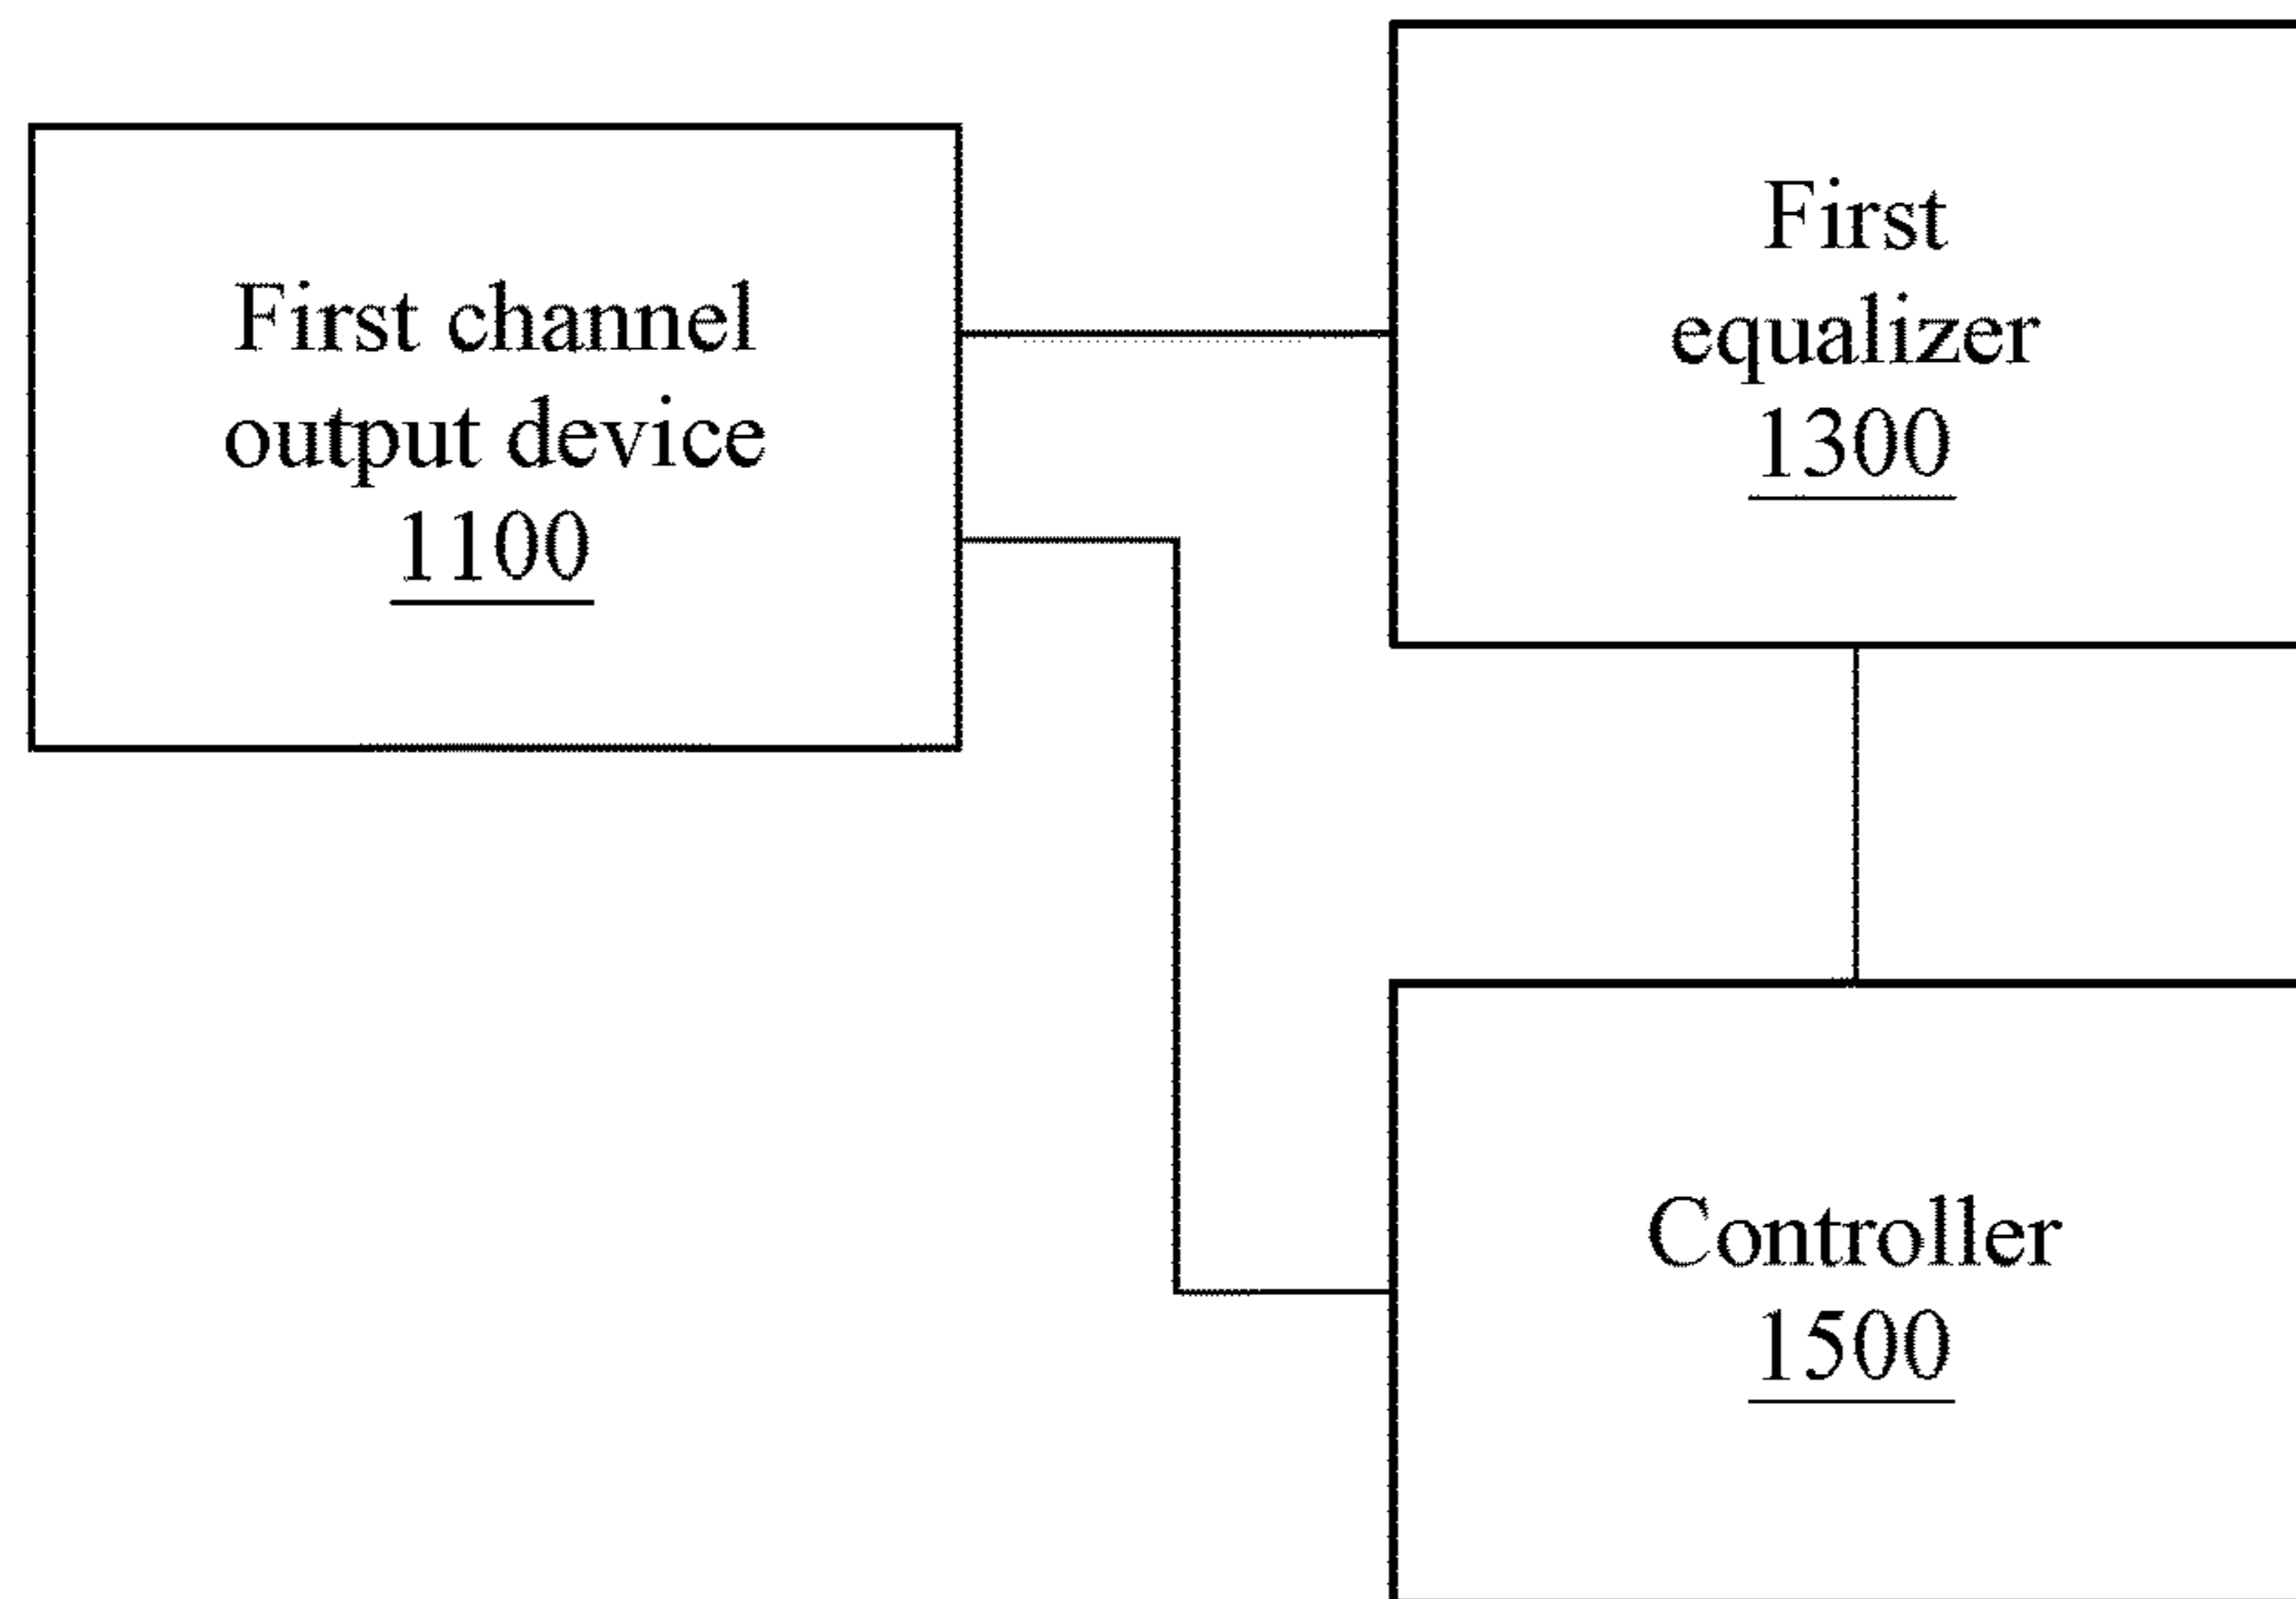 First channel
output device
1100
First
equalizer
1300
Controller
1500